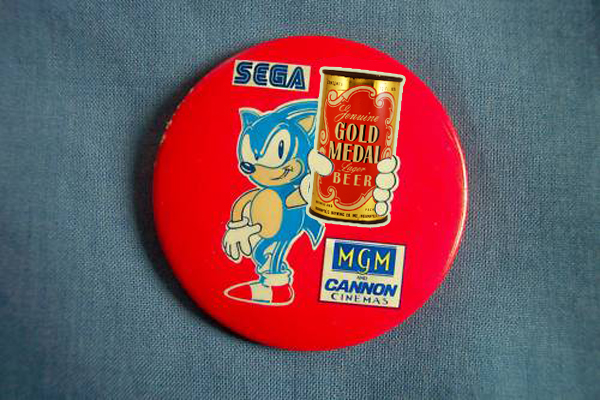 SEGA
Genuine
GOLD
MEDAL
Lager
BEER
MGM
AND
CANNON
CINEMAS